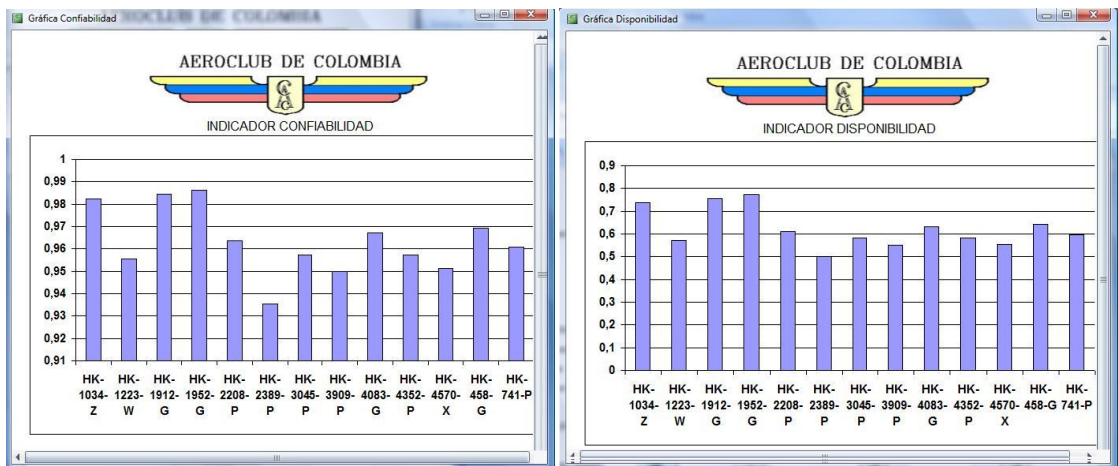 Gráfica Confiabilidad
AEROCLUB DE COLOMBIA
CAAC
INDICADOR CONFIABILIDAD
1
0,99
0,98
0,97
0,96
0,95
0,94
0,93
0,92
0,91
HK- HK- HK- HK- HK- HK- HK- HK- HK- HK- HK- HK- HK-
1034- 1223- 1912- 1952- 2208- 2389- 3045- 3909- 4083- 4352- 4570- 458- 741-P
Z W G G P P P P G P X G
Gráfica Disponibilidad
AEROCLUB DE COLOMBIA
CAAC
INDICADOR DISPONIBILIDAD
0,9
0,8
0,7
0,6
0,5
0,4
0,3
0,2
0,1
0
HK- HK- HK- HK- HK- HK- HK- HK- HK- HK- HK- HK- HK-
1034- 1223- 1912- 1952- 2208- 2389- 3045- 3909- 4083- 4352- 4570- 458-G 741-P
Z W G G P P P P G P X